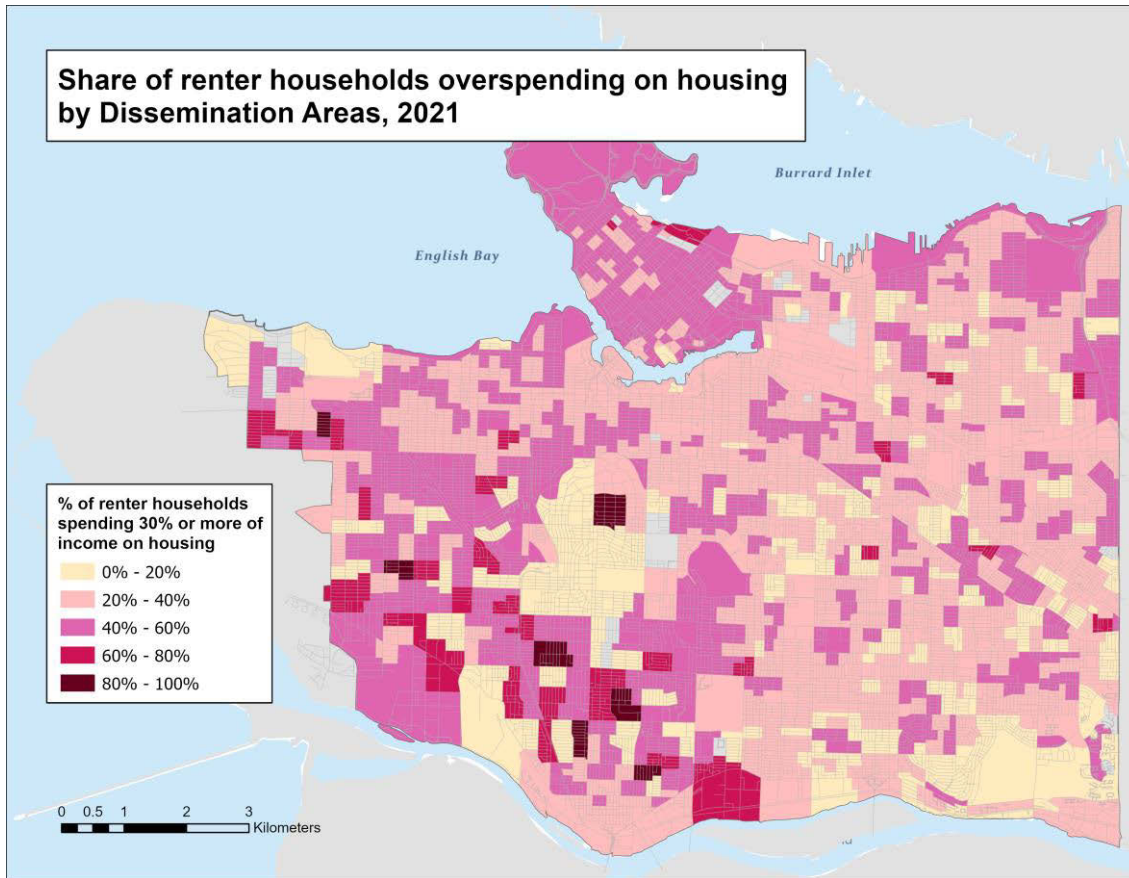 Share of renter households overspending on housing
by Dissemination Areas, 2021
Burrard Inlet
English Bay
% of renter households
spending 30% or more of
income on housing
0% - 20%
20% - 40%
40% - 60%
60% - 80%
80% - 100%
0 0.5 1 2 3
Kilometers